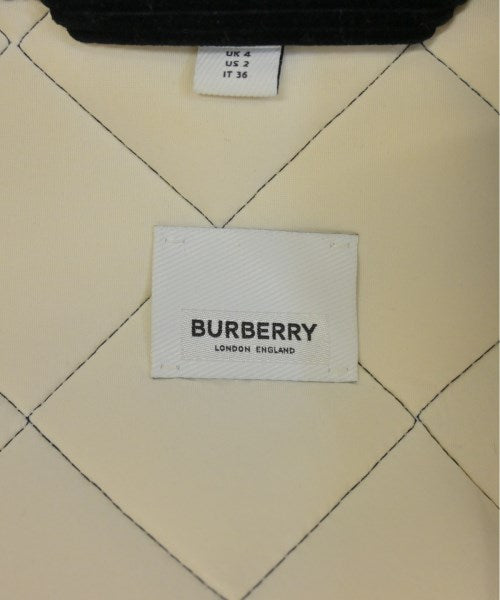 UK 4
US 2
IT 36
BURBERRY
LONDON ENGLAND